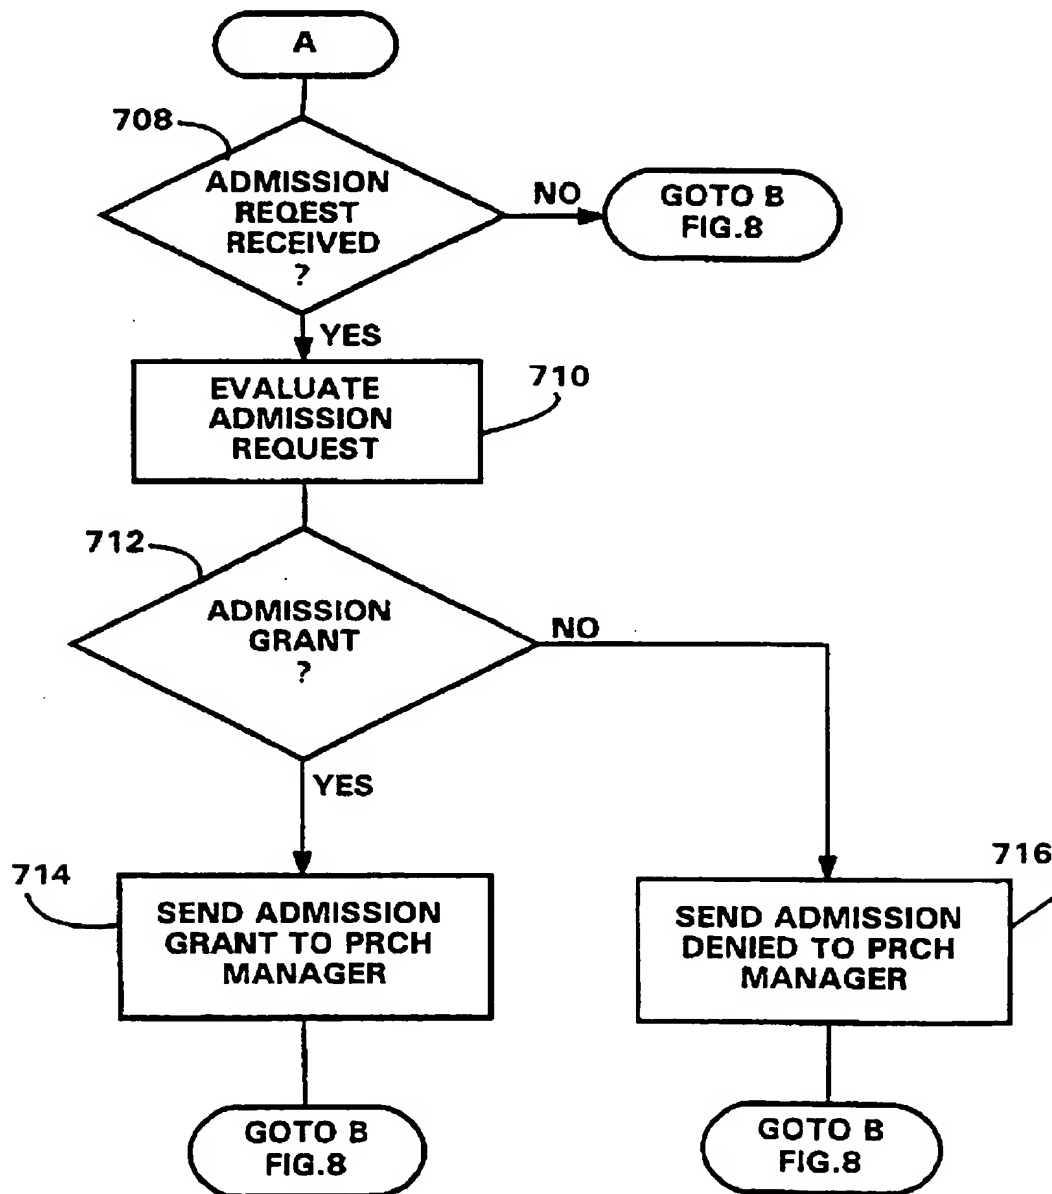 A
708
ADMISSION
REQEST
RECEIVED
?
NO
GOTO B
FIG.8
YES
EVALUATE
ADMISSION
REQUEST
710
712
ADMISSION
GRANT
?
NO
YES
714
SEND ADMISSION
GRANT TO PRCH
MANAGER
716
SEND ADMISSION
DENIED TO PRCH
MANAGER
GOTO B
FIG.8
GOTO B
FIG.8